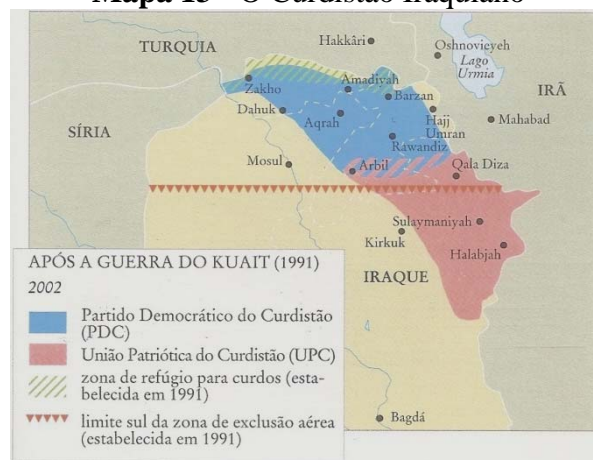 Mapa 15 - O Curdistão Iraquiano
TURQUIA
Hakkâri
Oshnovieyeh
Lago
Urmia
Zakho
Amadiyah
Barzan
IRÃ
Dahuk
Aqrah
Hajj
Umran
Mahabad
SÍRIA
Rawandiz
Mosul
Arbil
Qala Diza
Sulaymaniyah
Kirkuk
Halabjah
IRAQUE
Bagdá
APÓS A GUERRA DO KUAIT (1991)
2002
Partido Democrático do Curdistão
(PDC)
União Patriótica do Curdistão (UPC)
zona de refúgio para curdos (esta-
belecida em 1991)
limite sul da zona de exclusão aérea
(estabelecida em 1991)